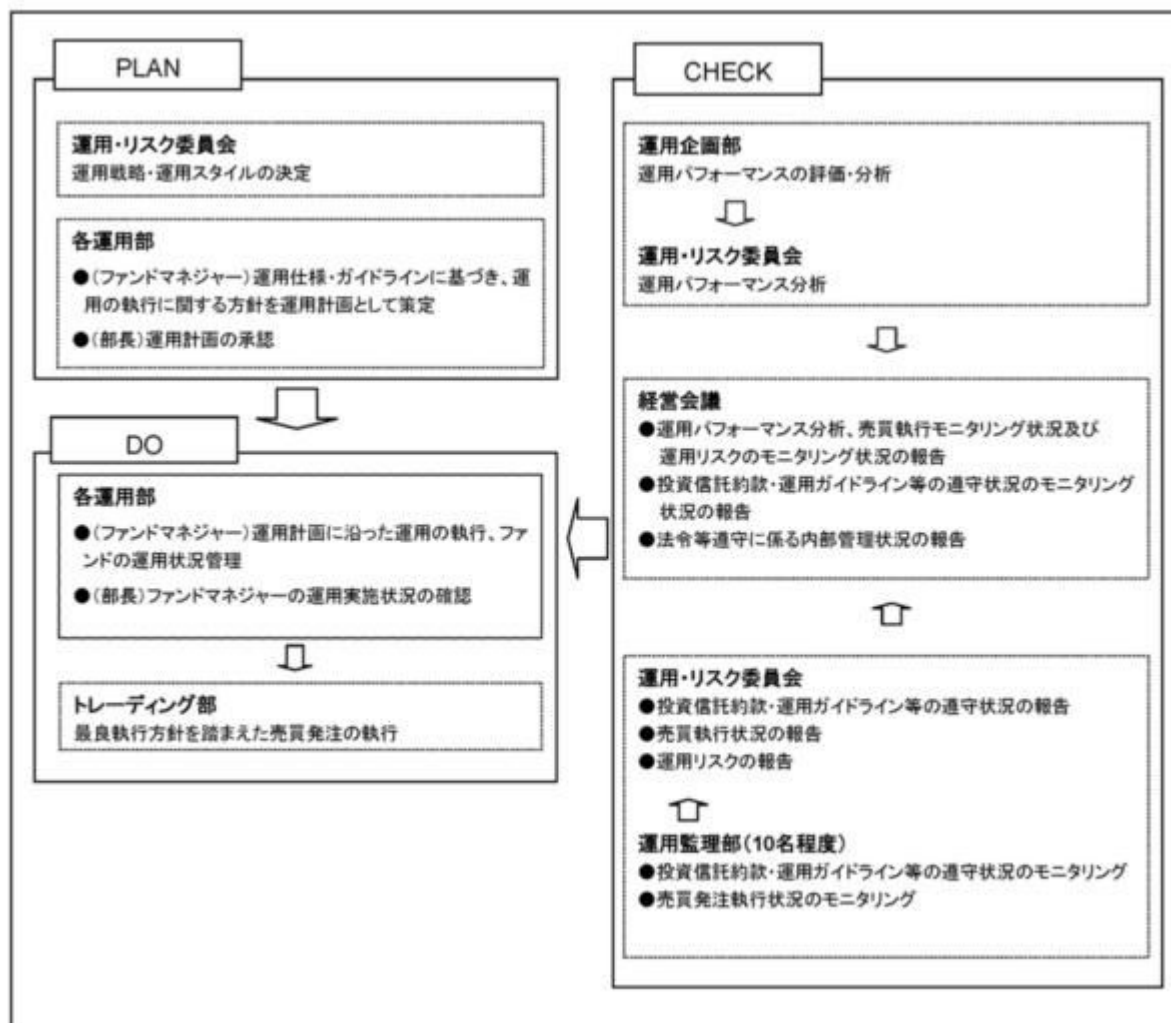 PLAN
運用・リスク委員会
運用戦略・運用スタイルの決定
各運用部
●(ファンドマネジャー)運用仕様・ガイドラインに基づき、運
用の執行に関する方針を運用計画として策定
●(部長)運用計画の承認
DO
各運用部
●(ファンドマネジャー)運用計画に沿った運用の執行、ファ
ンドの運用状況管理
●(部長)ファンドマネジャーの運用実施状況の確認
トレーディング部
最良執行方針を踏まえた売買発注の執行
CHECK
運用企画部
運用パフォーマンスの評価・分析
運用・リスク委員会
運用パフォーマンス分析
経営会議
●運用パフォーマンス分析、売買執行モニタリング状況及び
運用リスクのモニタリング状況の報告
●投資信託約款・運用ガイドライン等の遵守状況のモニタリング
状況の報告
●法令等遵守に係る内部管理状況の報告
運用・リスク委員会
●投資信託約款・運用ガイドライン等の遵守状況の報告
●売買執行状況の報告
●運用リスクの報告
運用監理部(10名程度)
●投資信託約款・運用ガイドライン等の遵守状況のモニタリング
●売買発注執行状況のモニタリング